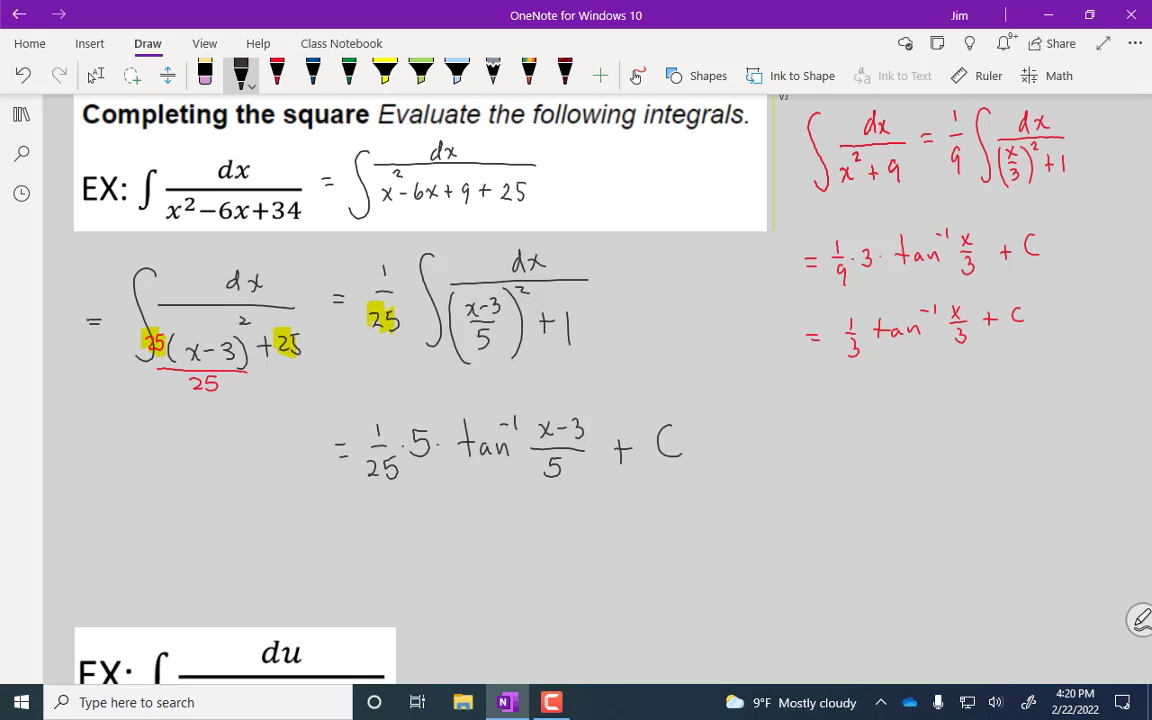 OneNote for Windows 10
Jim
Home Insert Draw View Help Class Notebook
9+
Share
Shapes Ink to Shape Ink to Text Ruler Math
Completing the square Evaluate the following integrals.
EX: ∫ dx / (x²−6x+34) = ∫ dx / (x² - 6x + 9 + 25)
= ∫ dx / (25(x-3)²/25 + 25) = 1/25 ∫ dx / (((x-3)/5)² + 1)
= 1/25 · 5 · tan⁻¹ (x-3)/5 + C
∫ dx / (x² + 9) = 1/9 ∫ dx / ((x/3)² + 1)
= 1/9 · 3 · tan⁻¹ x/3 + C
= 1/3 tan⁻¹ x/3 + C
EX: ∫ du
Type here to search
9°F Mostly cloudy
4:20 PM
2/22/2022